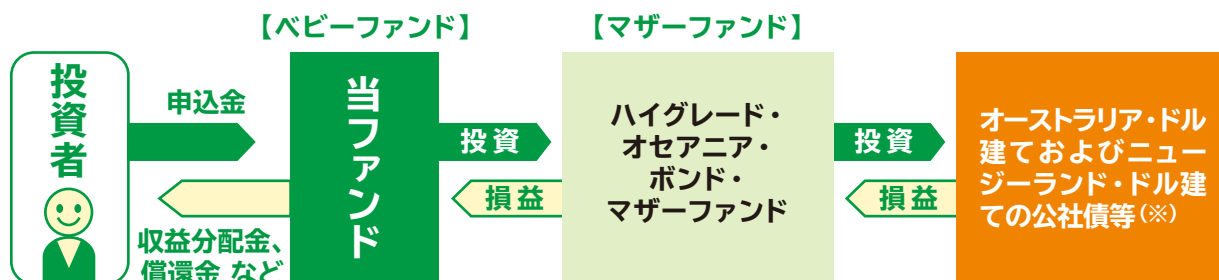 【ベビーファンド】
【マザーファンド】
投資者
申込金
収益分配金、
償還金 など
当ファンド
投資
損益
ハイグレード・
オセアニア・
ボンド・
マザーファンド
投資
損益
オーストラリア・ドル
建ておよびニュー
ジーランド・ドル建
ての公社債等(※)